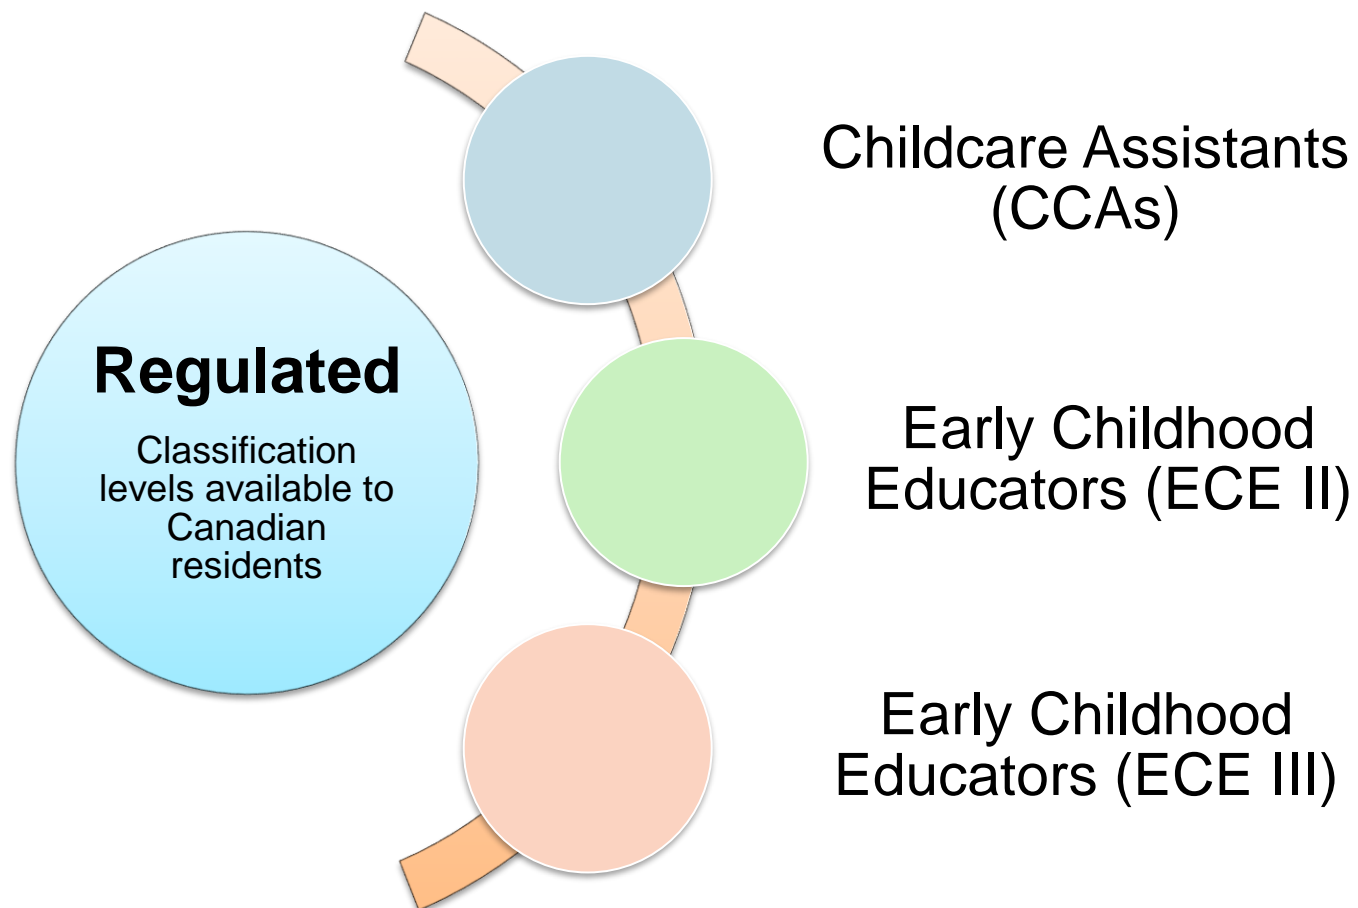 Regulated
Classification
levels available to
Canadian
residents
Childcare Assistants
(CCAs)
Early Childhood
Educators (ECE II)
Early Childhood
Educators (ECE III)